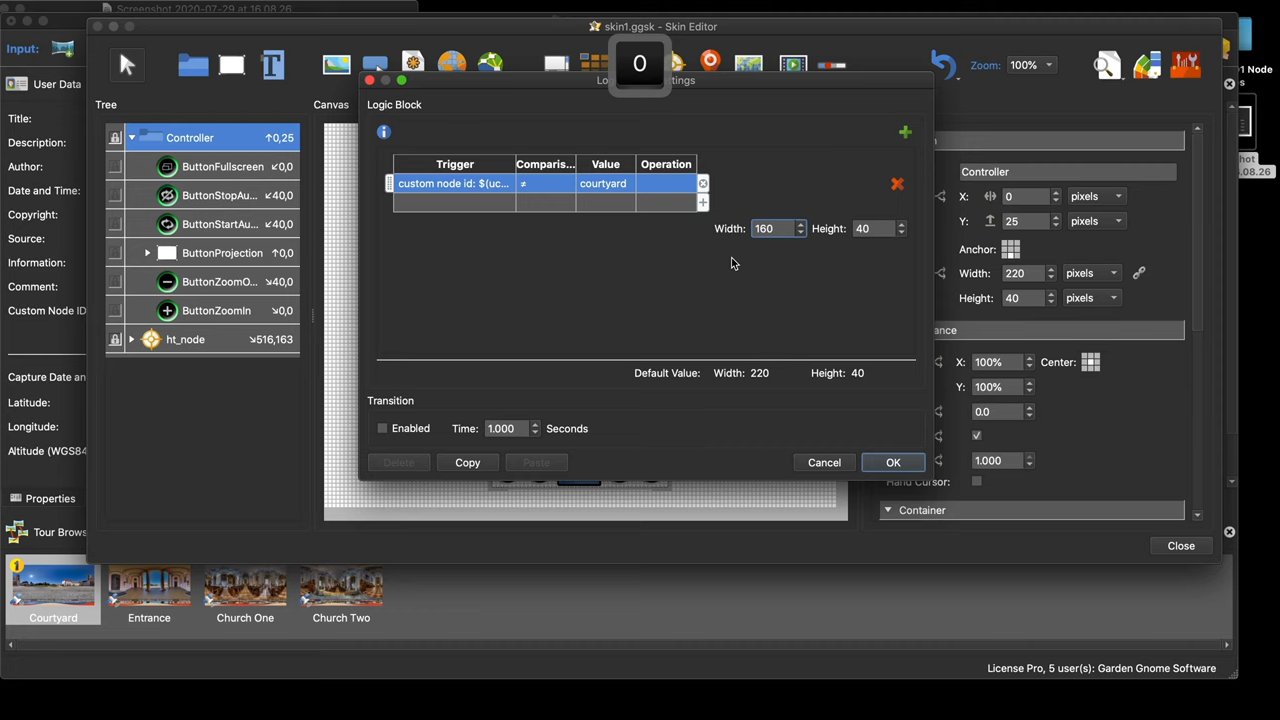 Screenshot 2020-07-29 at 16.08.26
skin1.ggsk - Skin Editor
Input:
Zoom: 100%
0
User Data
Tree
Canvas
Logic Block
Title:
Description:
Author:
Date and Time:
Copyright:
Source:
Information:
Comment:
Custom Node ID
Capture Date an
Latitude:
Longitude:
Altitude (WGS84
Properties
Tour Brows
Controller ↑0,25
ButtonFullscreen ↑0,0
ButtonStopAu... ↙40,0
ButtonStartAu... ↙40,0
ButtonProjection ↑0,0
ButtonZoomO... ↘40,0
ButtonZoomIn ↘0,0
ht_node ↘516,163
Trigger Comparis... Value Operation
custom node id: $(uc... ≠ courtyard
Width: 160 Height: 40
Default Value: Width: 220 Height: 40
Transition
Enabled Time: 1.000 Seconds
Delete Copy Paste Cancel OK
Controller
X: 0 pixels
Y: 25 pixels
Anchor:
Width: 220 pixels
Height: 40 pixels
X: 100% Center:
Y: 100%
0.0
1.000
Hand Cursor:
Container
Close
1 Node
16.08.26
1
Courtyard Entrance Church One Church Two
License Pro, 5 user(s): Garden Gnome Software